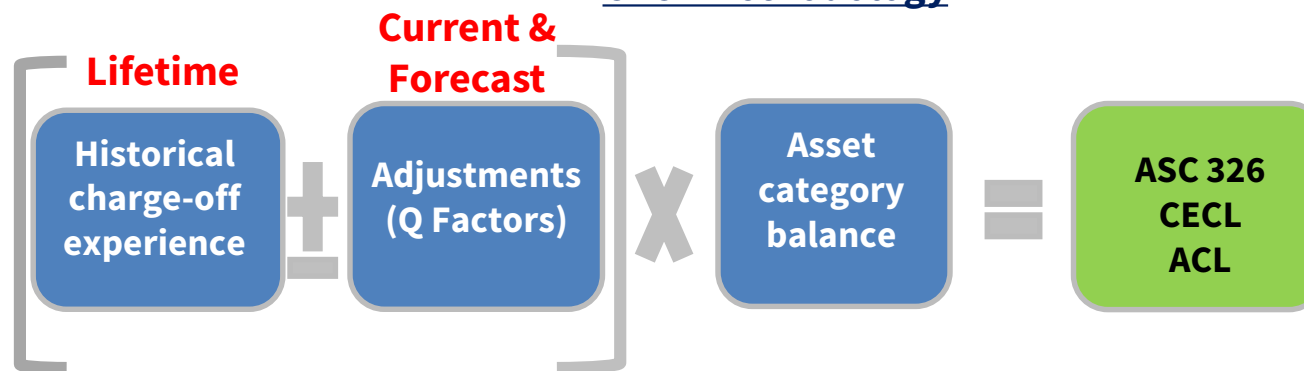 Current &
Forecast
Lifetime
Historical
charge-off
experience
Adjustments
(Q Factors)
Asset
category
balance
ASC 326
CECL
ACL